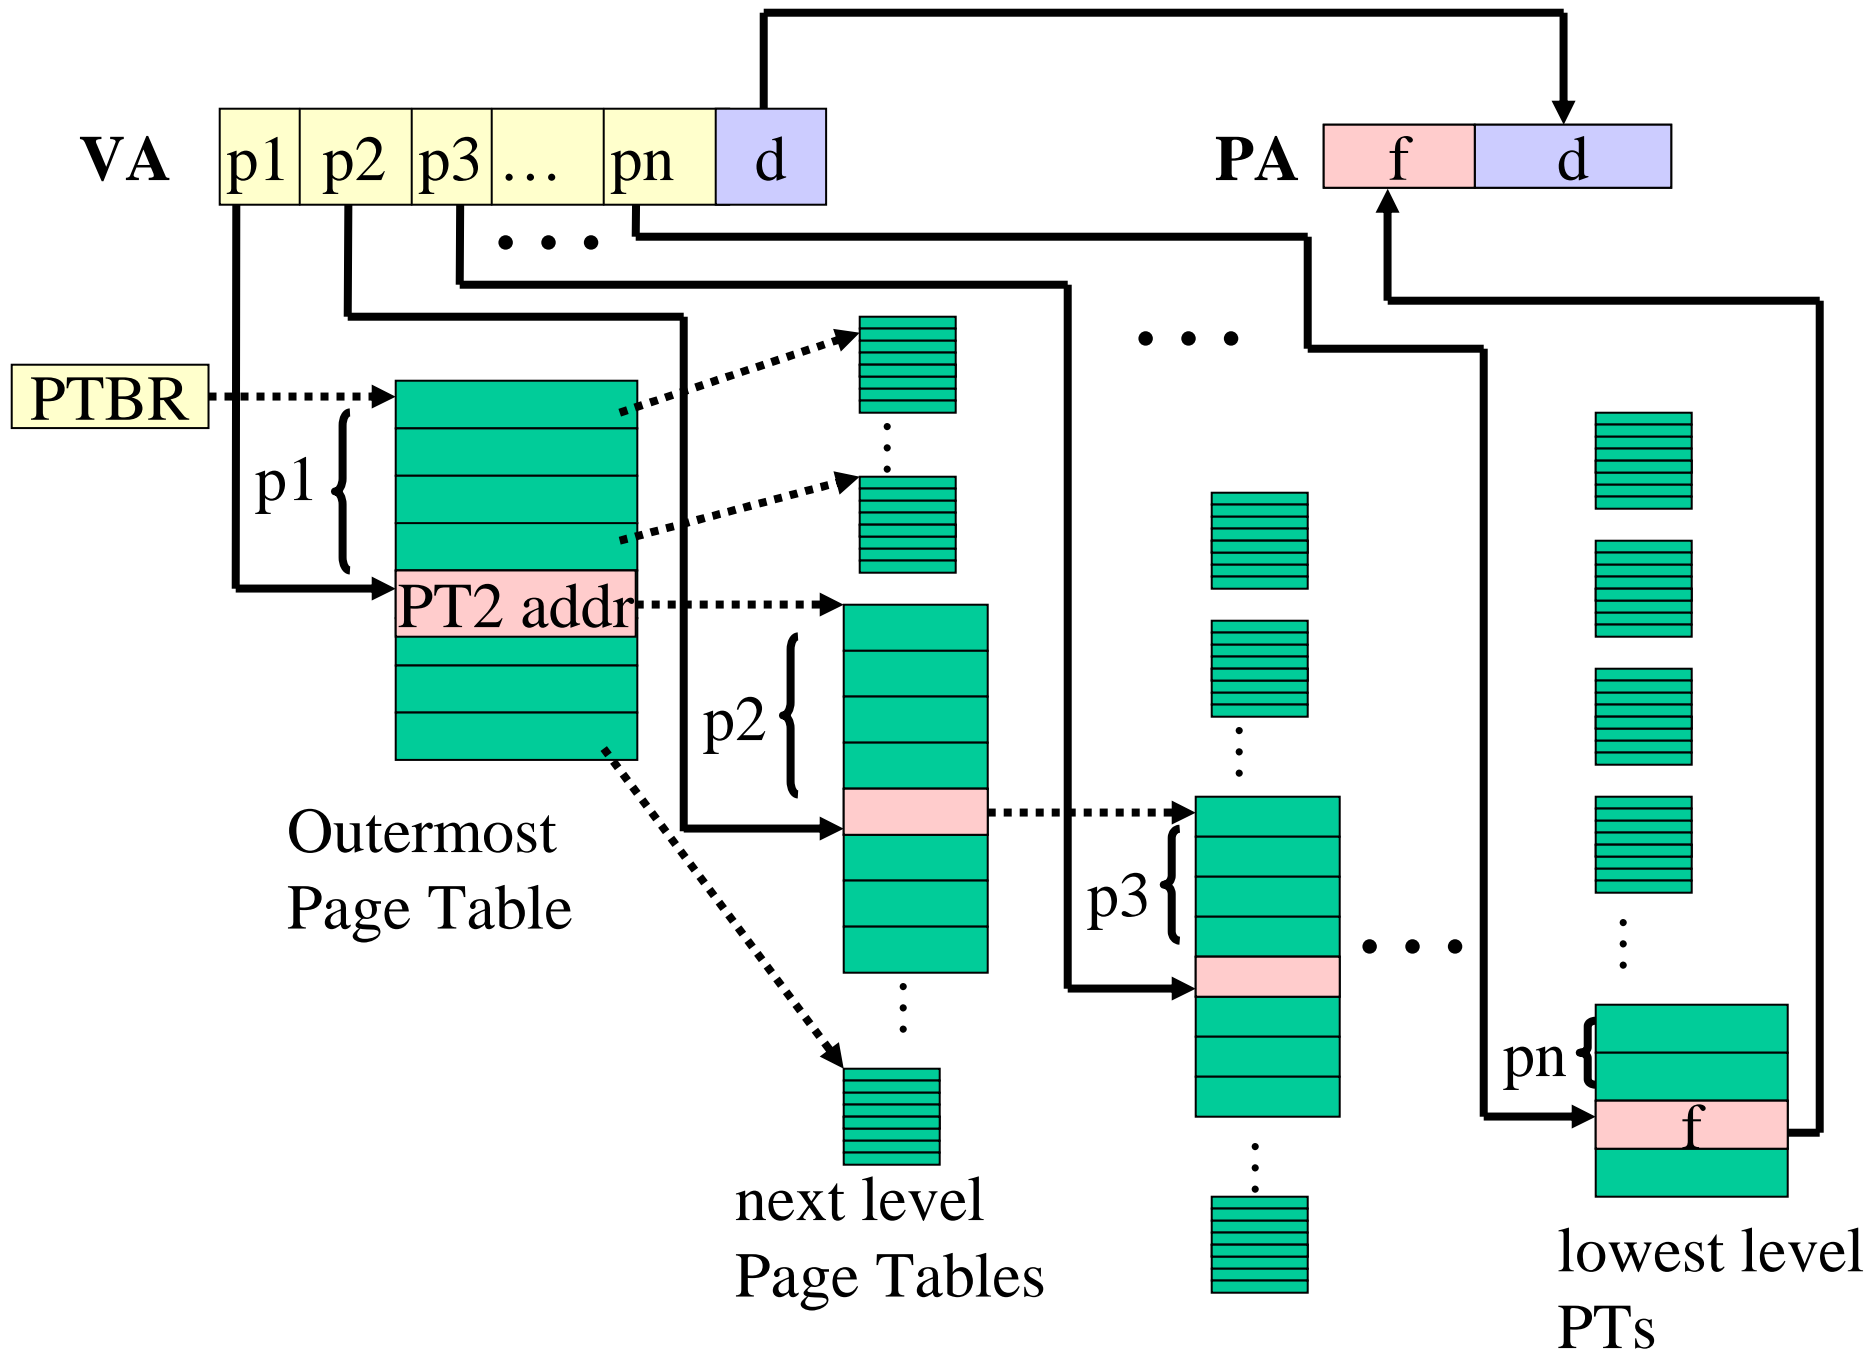 VA
p1
p2
p3
…
pn
d
PA
f
d
PTBR
p1
PT2 addr
p2
p3
pn
f
Outermost
Page Table
next level
Page Tables
lowest level
PTs